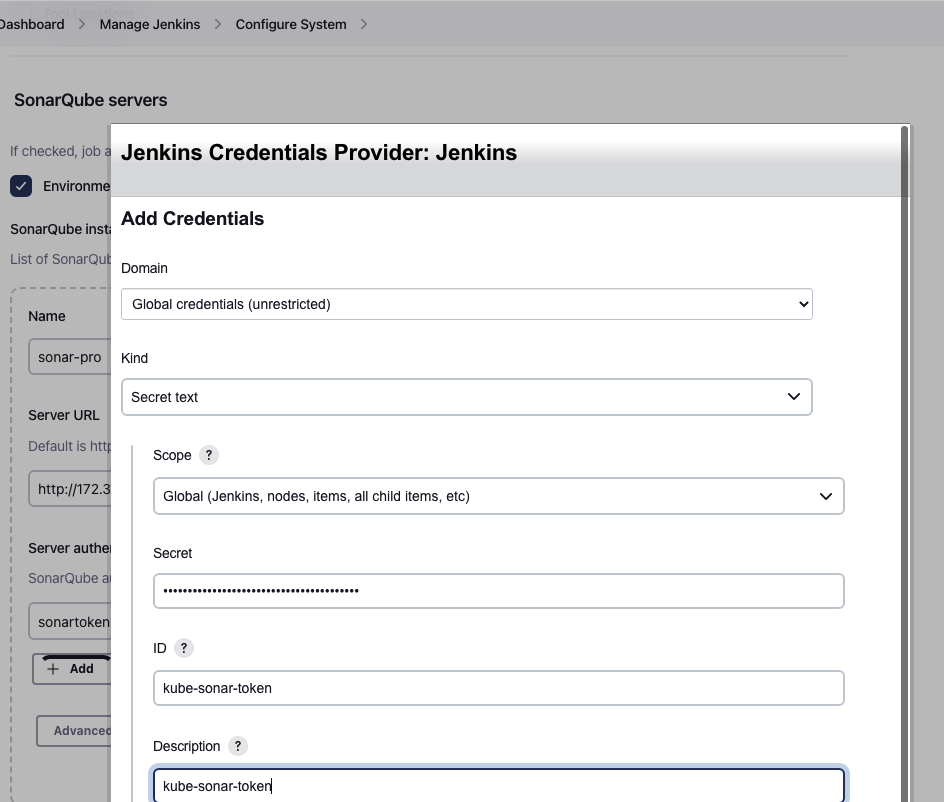 Dashboard > Manage Jenkins > Configure System >
SonarQube servers
If checked, job a
Environme
SonarQube insta
List of SonarQub
Name
sonar-pro
Server URL
Default is http
http://172.3
Server authe
SonarQube au
sonartoken
+ Add
Advanced
Jenkins Credentials Provider: Jenkins
Add Credentials
Domain
Global credentials (unrestricted)
Kind
Secret text
Scope ?
Global (Jenkins, nodes, items, all child items, etc)
Secret
ID ?
kube-sonar-token
Description ?
kube-sonar-token